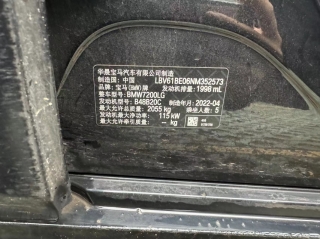 华晨宝马汽车有限公司制造
制造国：中国 LBV61BE06NM352573
品牌：宝马(BMW)牌 发动机排量：1998 mL
整车型号：BMW7200LG
发动机型号：B48B20C 制造年月：2022-04
最大允许总质量：2055 kg 乘坐人数：5
发动机最大净功率：115 kW
最大允许牵引质量：－ kg